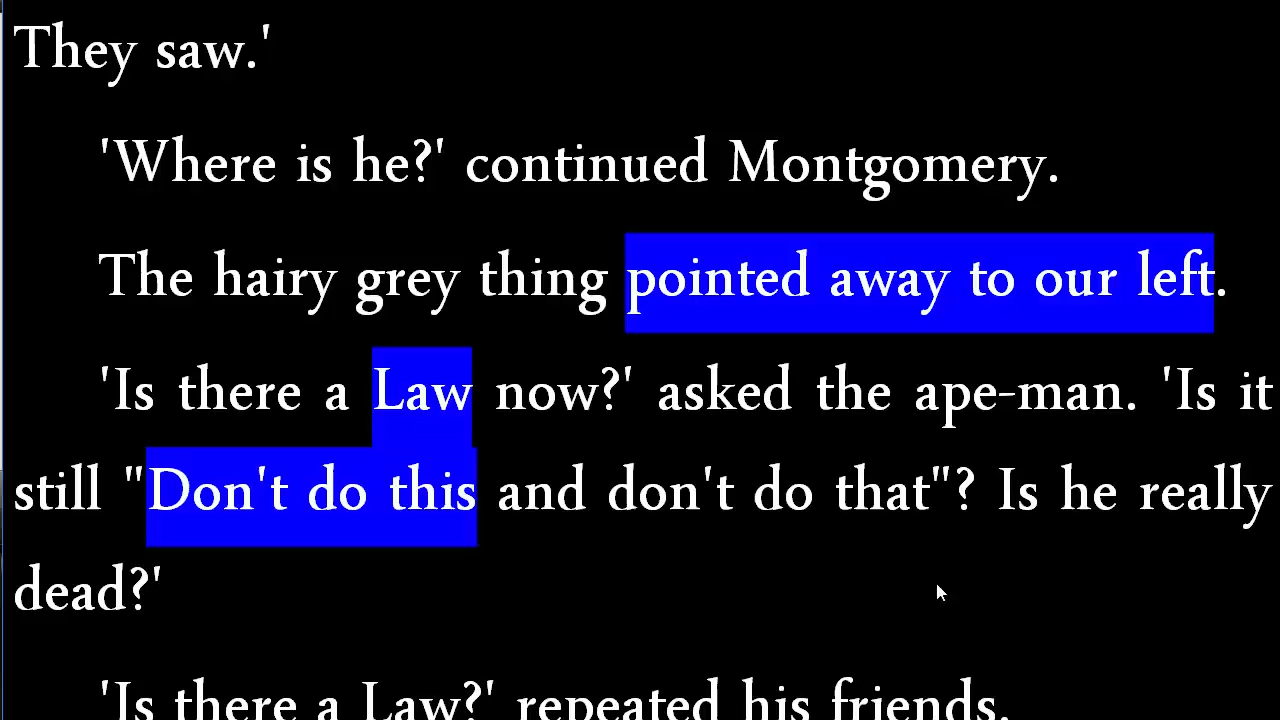 They saw.'
'Where is he?' continued Montgomery.
The hairy grey thing pointed away to our left.
'Is there a Law now?' asked the ape-man. 'Is it
still "Don't do this and don't do that"? Is he really
dead?'
'Is there a Law?' repeated his friends.